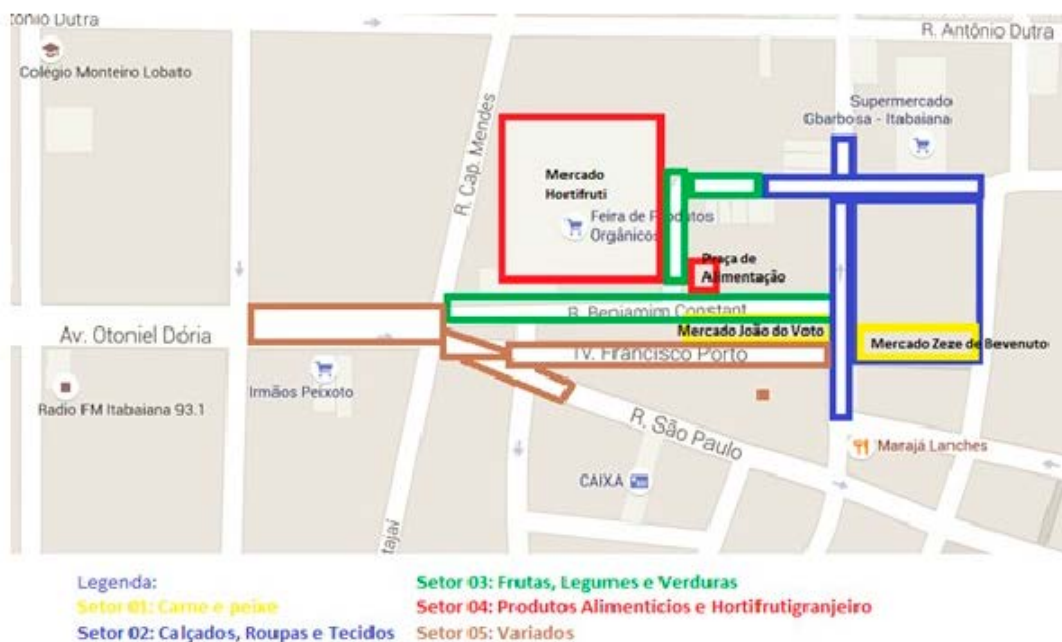 ônio Dutra
R. Antônio Dutra
Colégio Monteiro Lobato
Supermercado
Gbarbosa - Itabaiana
R. Cap. Mendes
Mercado
Hortifruti
Feira de Produtos
Orgânicos
Praça de
Alimentação
R. Benjamim Constant
Av. Otoniel Dória
Mercado João do Voto
Tv. Francisco Porto
Mercado Zeze de Bevenuto
Irmãos Peixoto
Radio FM Itabaiana 93.1
R. São Paulo
Marajá Lanches
CAIXA
tajaí
Legenda:
Setor 01: Carne e peixe
Setor 02: Calçados, Roupas e Tecidos
Setor 03: Frutas, Legumes e Verduras
Setor 04: Produtos Alimentícios e Hortifrutigranjeiro
Setor 05: Variados